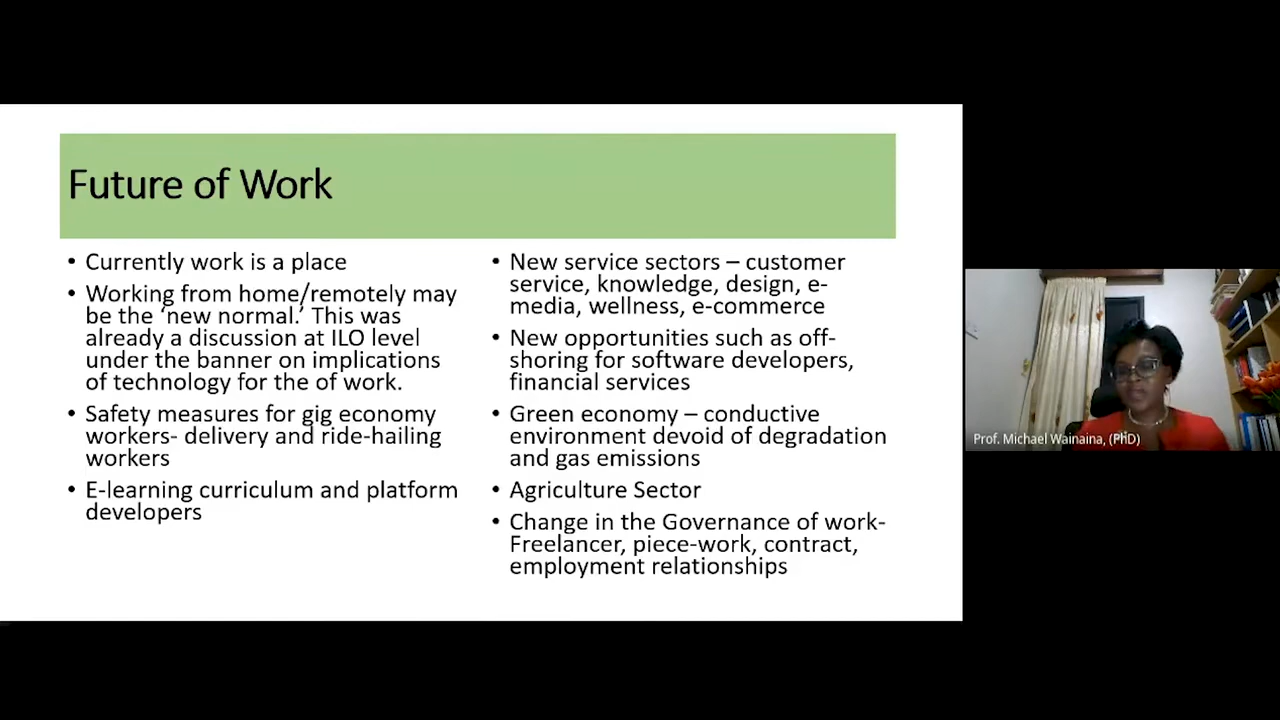 Future of Work
• Currently work is a place
• Working from home/remotely may
be the ‘new normal.’ This was
already a discussion at ILO level
under the banner on implications
of technology for the of work.
• Safety measures for gig economy
workers- delivery and ride-hailing
workers
• E-learning curriculum and platform
developers
• New service sectors – customer
service, knowledge, design, e-
media, wellness, e-commerce
• New opportunities such as off-
shoring for software developers,
financial services
• Green economy – conductive
environment devoid of degradation
and gas emissions
• Agriculture Sector
• Change in the Governance of work-
Freelancer, piece-work, contract,
employment relationships
Prof. Michael Wainaina, (PhD)